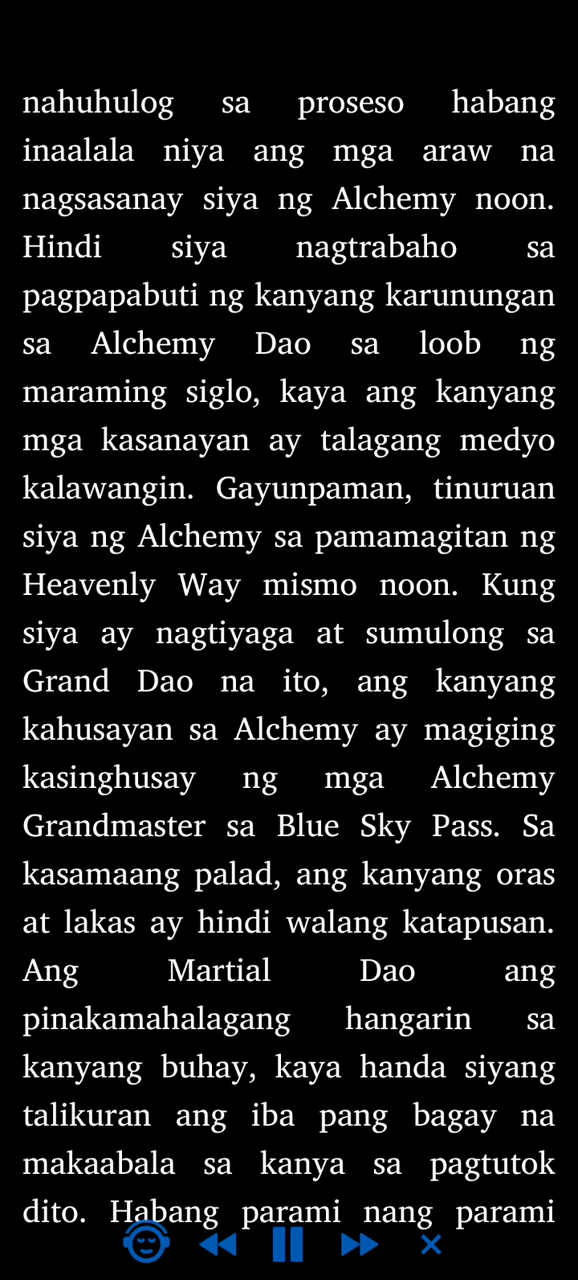 nahuhulog sa proseso habang
inaalala niya ang mga araw na
nagsasanay siya ng Alchemy noon.
Hindi siya nagtrabaho sa
pagpapabuti ng kanyang karunungan
sa Alchemy Dao sa loob ng
maraming siglo, kaya ang kanyang
mga kasanayan ay talagang medyo
kalawangin. Gayunpaman, tinuruan
siya ng Alchemy sa pamamagitan ng
Heavenly Way mismo noon. Kung
siya ay nagtiyaga at sumulong sa
Grand Dao na ito, ang kanyang
kahusayan sa Alchemy ay magiging
kasinghusay ng mga Alchemy
Grandmaster sa Blue Sky Pass. Sa
kasamaang palad, ang kanyang oras
at lakas ay hindi walang katapusan.
Ang Martial Dao ang
pinakamahalagang hangarin sa
kanyang buhay, kaya handa siyang
talikuran ang iba pang bagay na
makaabala sa kanya sa pagtutok
dito. Habang parami nang parami